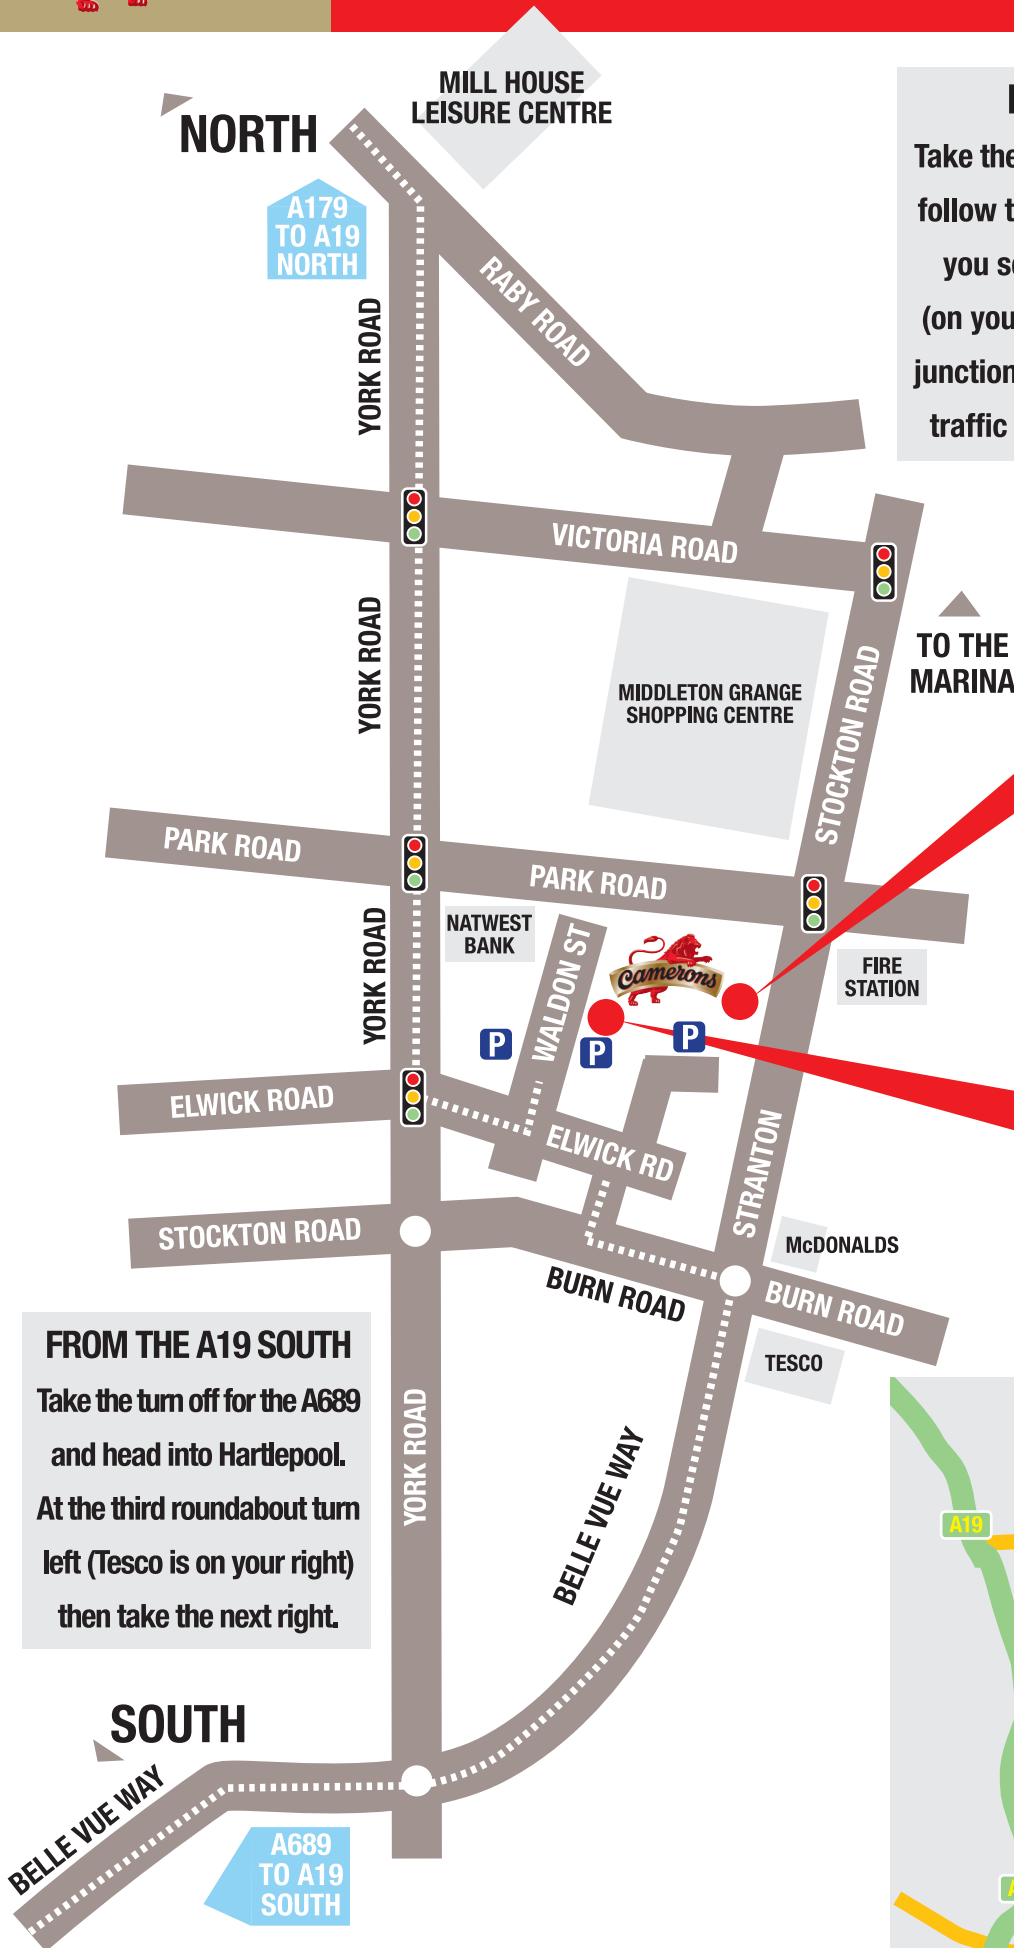 MILL HOUSE
LEISURE CENTRE
NORTH
A179
TO A19
NORTH
Take the
follow t
you s
(on you
junction
traffic
RABY ROAD
YORK ROAD
VICTORIA ROAD
TO THE
MARINA
YORK ROAD
MIDDLETON GRANGE
SHOPPING CENTRE
STOCKTON ROAD
PARK ROAD
PARK ROAD
NATWEST
BANK
WALDON ST
Camerons
FIRE
STATION
YORK ROAD
P
P
P
ELWICK ROAD
ELWICK RD
STRANTON
STOCKTON ROAD
McDONALDS
BURN ROAD
BURN ROAD
TESCO
FROM THE A19 SOUTH
Take the turn off for the A689
and head into Hartlepool.
At the third roundabout turn
left (Tesco is on your right)
then take the next right.
YORK ROAD
BELLE VUE WAY
A19
SOUTH
BELLE VUE WAY
A689
TO A19
SOUTH